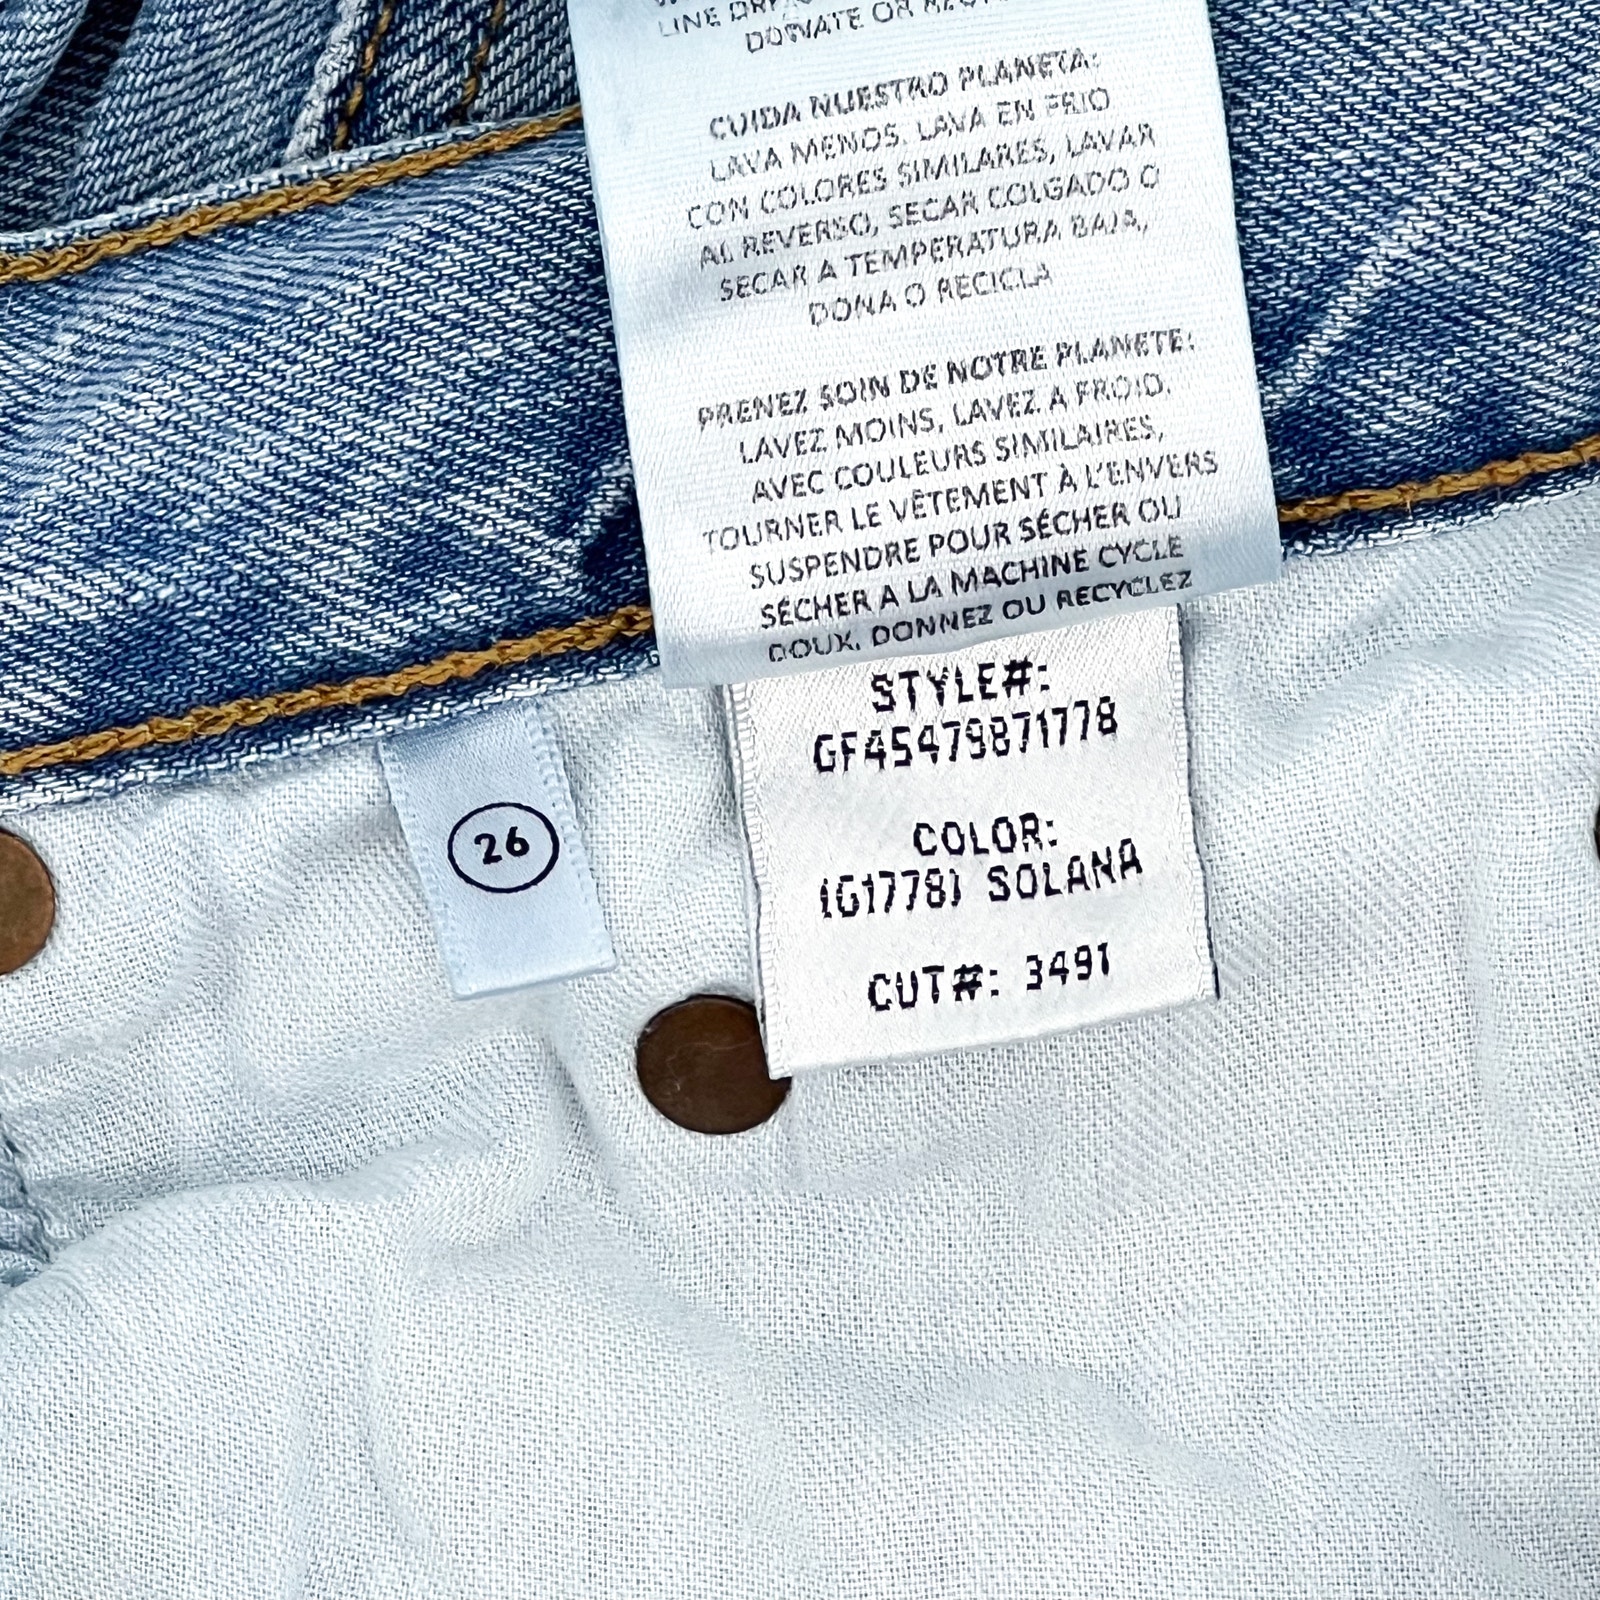 LINE DRY
DONATE OR
CUIDA NUESTRO PLANETA:
LAVA MENOS, LAVA EN FRIO
CON COLORES SIMILARES, LAVAR
AL REVERSO, SECAR COLGADO O
SECAR A TEMPERATURA BAJA,
DONA O RECICLA
PRENEZ SOIN DE NOTRE PLANETE:
LAVEZ MOINS, LAVEZ A FROID,
AVEC COULEURS SIMILAIRES,
TOURNER LE VÊTEMENT À L'ENVERS
SUSPENDRE POUR SÉCHER OU
SÉCHER A LA MACHINE CYCLE
DOUX, DONNEZ OU RECYCLEZ
STYLE#:
GF45479871778
COLOR:
(G1778) SOLANA
CUT#: 3491
26